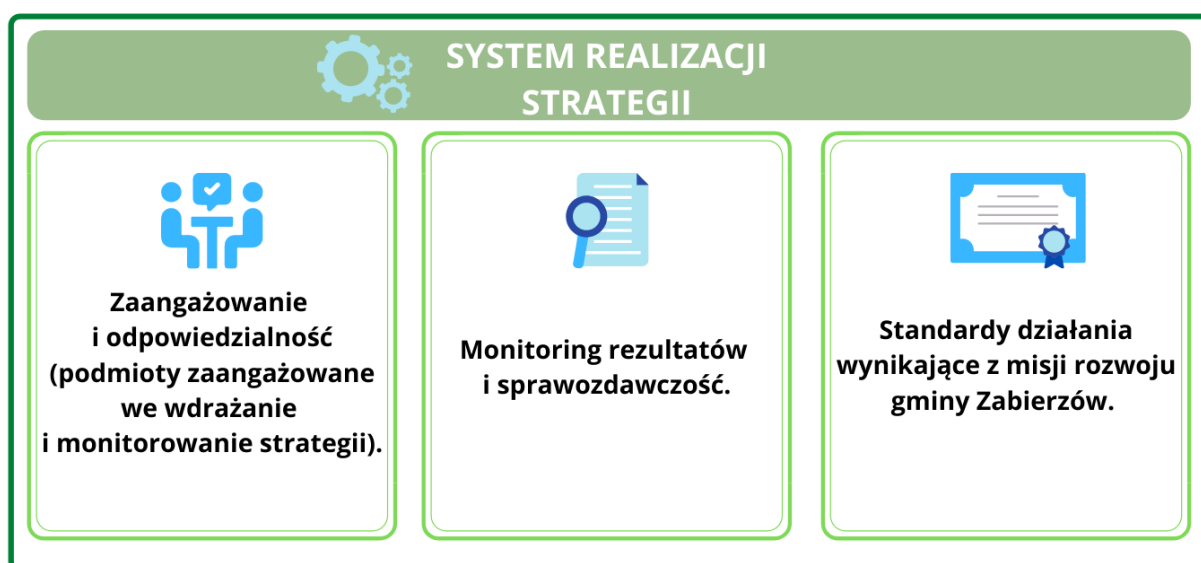 SYSTEM REALIZACJI
STRATEGII
Zaangażowanie
i odpowiedzialność
(podmioty zaangażowane
we wdrażanie
i monitorowanie strategii).
Monitoring rezultatów
i sprawozdawczość.
Standardy działania
wynikające z misji rozwoju
gminy Zabierzów.